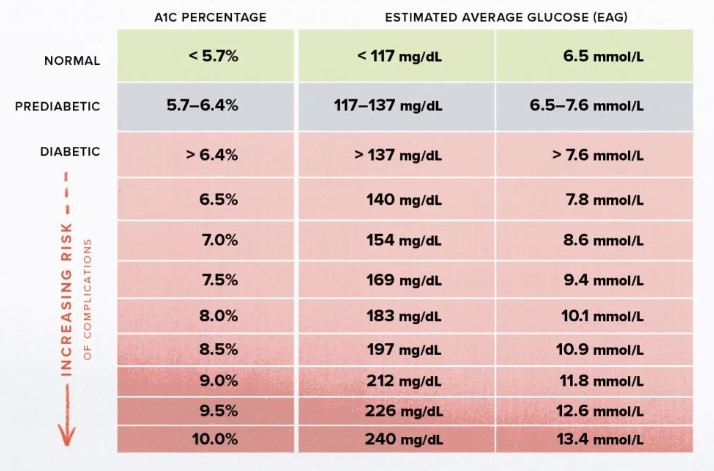 A1C PERCENTAGE ESTIMATED AVERAGE GLUCOSE (EAG)
NORMAL < 5.7% < 117 mg/dL 6.5 mmol/L
PREDIABETIC 5.7–6.4% 117–137 mg/dL 6.5–7.6 mmol/L
DIABETIC > 6.4% > 137 mg/dL > 7.6 mmol/L
6.5% 140 mg/dL 7.8 mmol/L
7.0% 154 mg/dL 8.6 mmol/L
7.5% 169 mg/dL 9.4 mmol/L
8.0% 183 mg/dL 10.1 mmol/L
8.5% 197 mg/dL 10.9 mmol/L
9.0% 212 mg/dL 11.8 mmol/L
9.5% 226 mg/dL 12.6 mmol/L
10.0% 240 mg/dL 13.4 mmol/L
INCREASING RISK
OF COMPLICATIONS